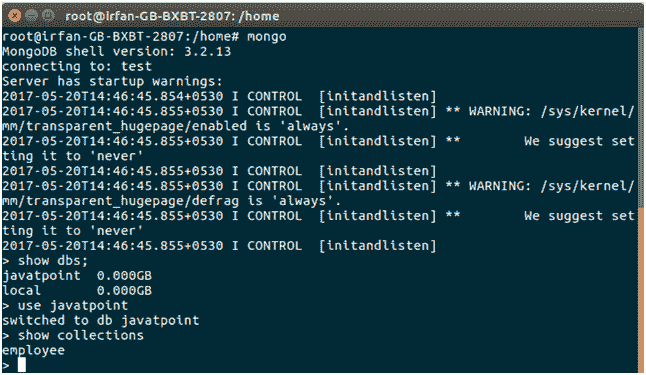 root@irfan-GB-BXBT-2807: /home
root@irfan-GB-BXBT-2807:/home# mongo
MongoDB shell version: 3.2.13
connecting to: test
Server has startup warnings:
2017-05-20T14:46:45.854+0530 I CONTROL  [initandlisten]
2017-05-20T14:46:45.855+0530 I CONTROL  [initandlisten] ** WARNING: /sys/kernel/
mm/transparent_hugepage/enabled is 'always'.
2017-05-20T14:46:45.855+0530 I CONTROL  [initandlisten] **        We suggest set
ting it to 'never'
2017-05-20T14:46:45.855+0530 I CONTROL  [initandlisten]
2017-05-20T14:46:45.855+0530 I CONTROL  [initandlisten] ** WARNING: /sys/kernel/
mm/transparent_hugepage/defrag is 'always'.
2017-05-20T14:46:45.855+0530 I CONTROL  [initandlisten] **        We suggest set
ting it to 'never'
2017-05-20T14:46:45.855+0530 I CONTROL  [initandlisten]
> show dbs;
javatpoint  0.000GB
local       0.000GB
> use javatpoint
switched to db javatpoint
> show collections
employee
>